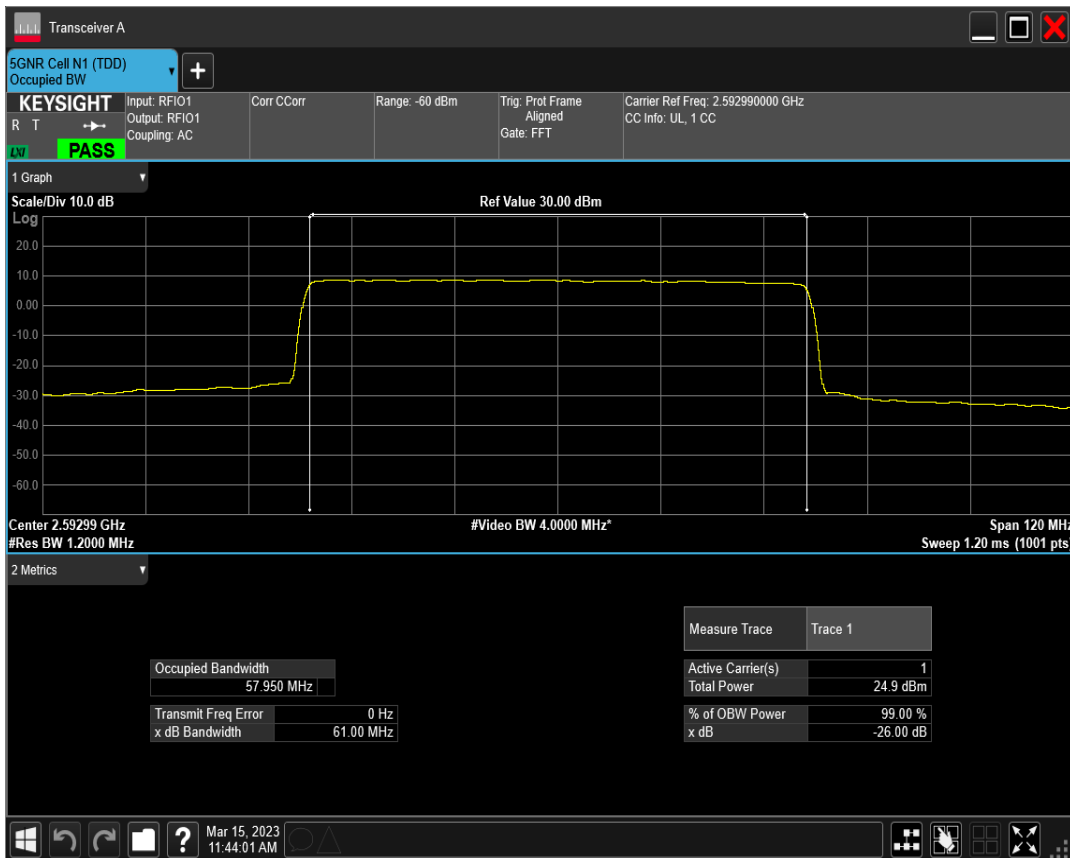 Transceiver A
5GNR Cell N1 (TDD)
Occupied BW
+
KEYSIGHT
R T
LXI
PASS
Input: RFIO1
Output: RFIO1
Coupling: AC
Corr CCorr
Range: -60 dBm
Trig: Prot Frame
Aligned
Gate: FFT
Carrier Ref Freq: 2.592990000 GHz
CC Info: UL, 1 CC
1 Graph
Scale/Div 10.0 dB
Ref Value 30.00 dBm
Log
20.0
10.0
0.00
-10.0
-20.0
-30.0
-40.0
-50.0
-60.0
Center 2.59299 GHz
#Video BW 4.0000 MHz*
Span 120 MHz
#Res BW 1.2000 MHz
Sweep 1.20 ms (1001 pts)
2 Metrics
Measure Trace Trace 1
Occupied Bandwidth
57.950 MHz
Active Carrier(s) 1
Total Power 24.9 dBm
Transmit Freq Error 0 Hz
x dB Bandwidth 61.00 MHz
% of OBW Power 99.00 %
x dB -26.00 dB
?
Mar 15, 2023
11:44:01 AM